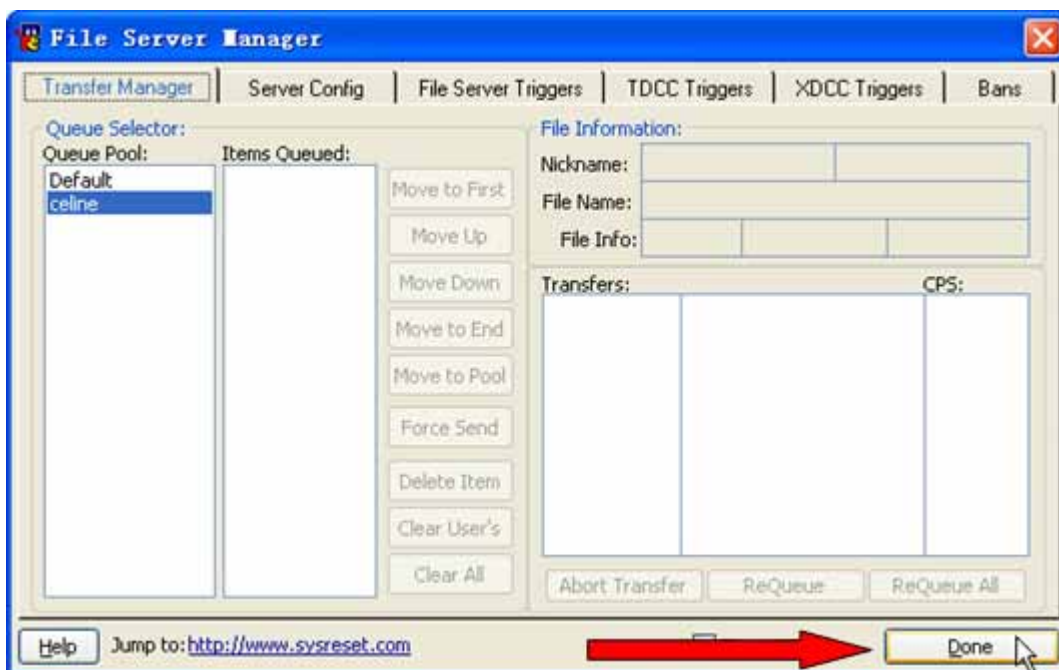 File Server Manager
Transfer Manager Server Config File Server Triggers TDCC Triggers XDCC Triggers Bans
Queue Selector:
Queue Pool: Items Queued:
Default
celine
Move to First
Move Up
Move Down
Move to End
Move to Pool
Force Send
Delete Item
Clear User's
Clear All
File Information:
Nickname:
File Name:
File Info:
Transfers: CPS:
Abort Transfer ReQueue ReQueue All
Help Jump to: http://www.sysreset.com Done